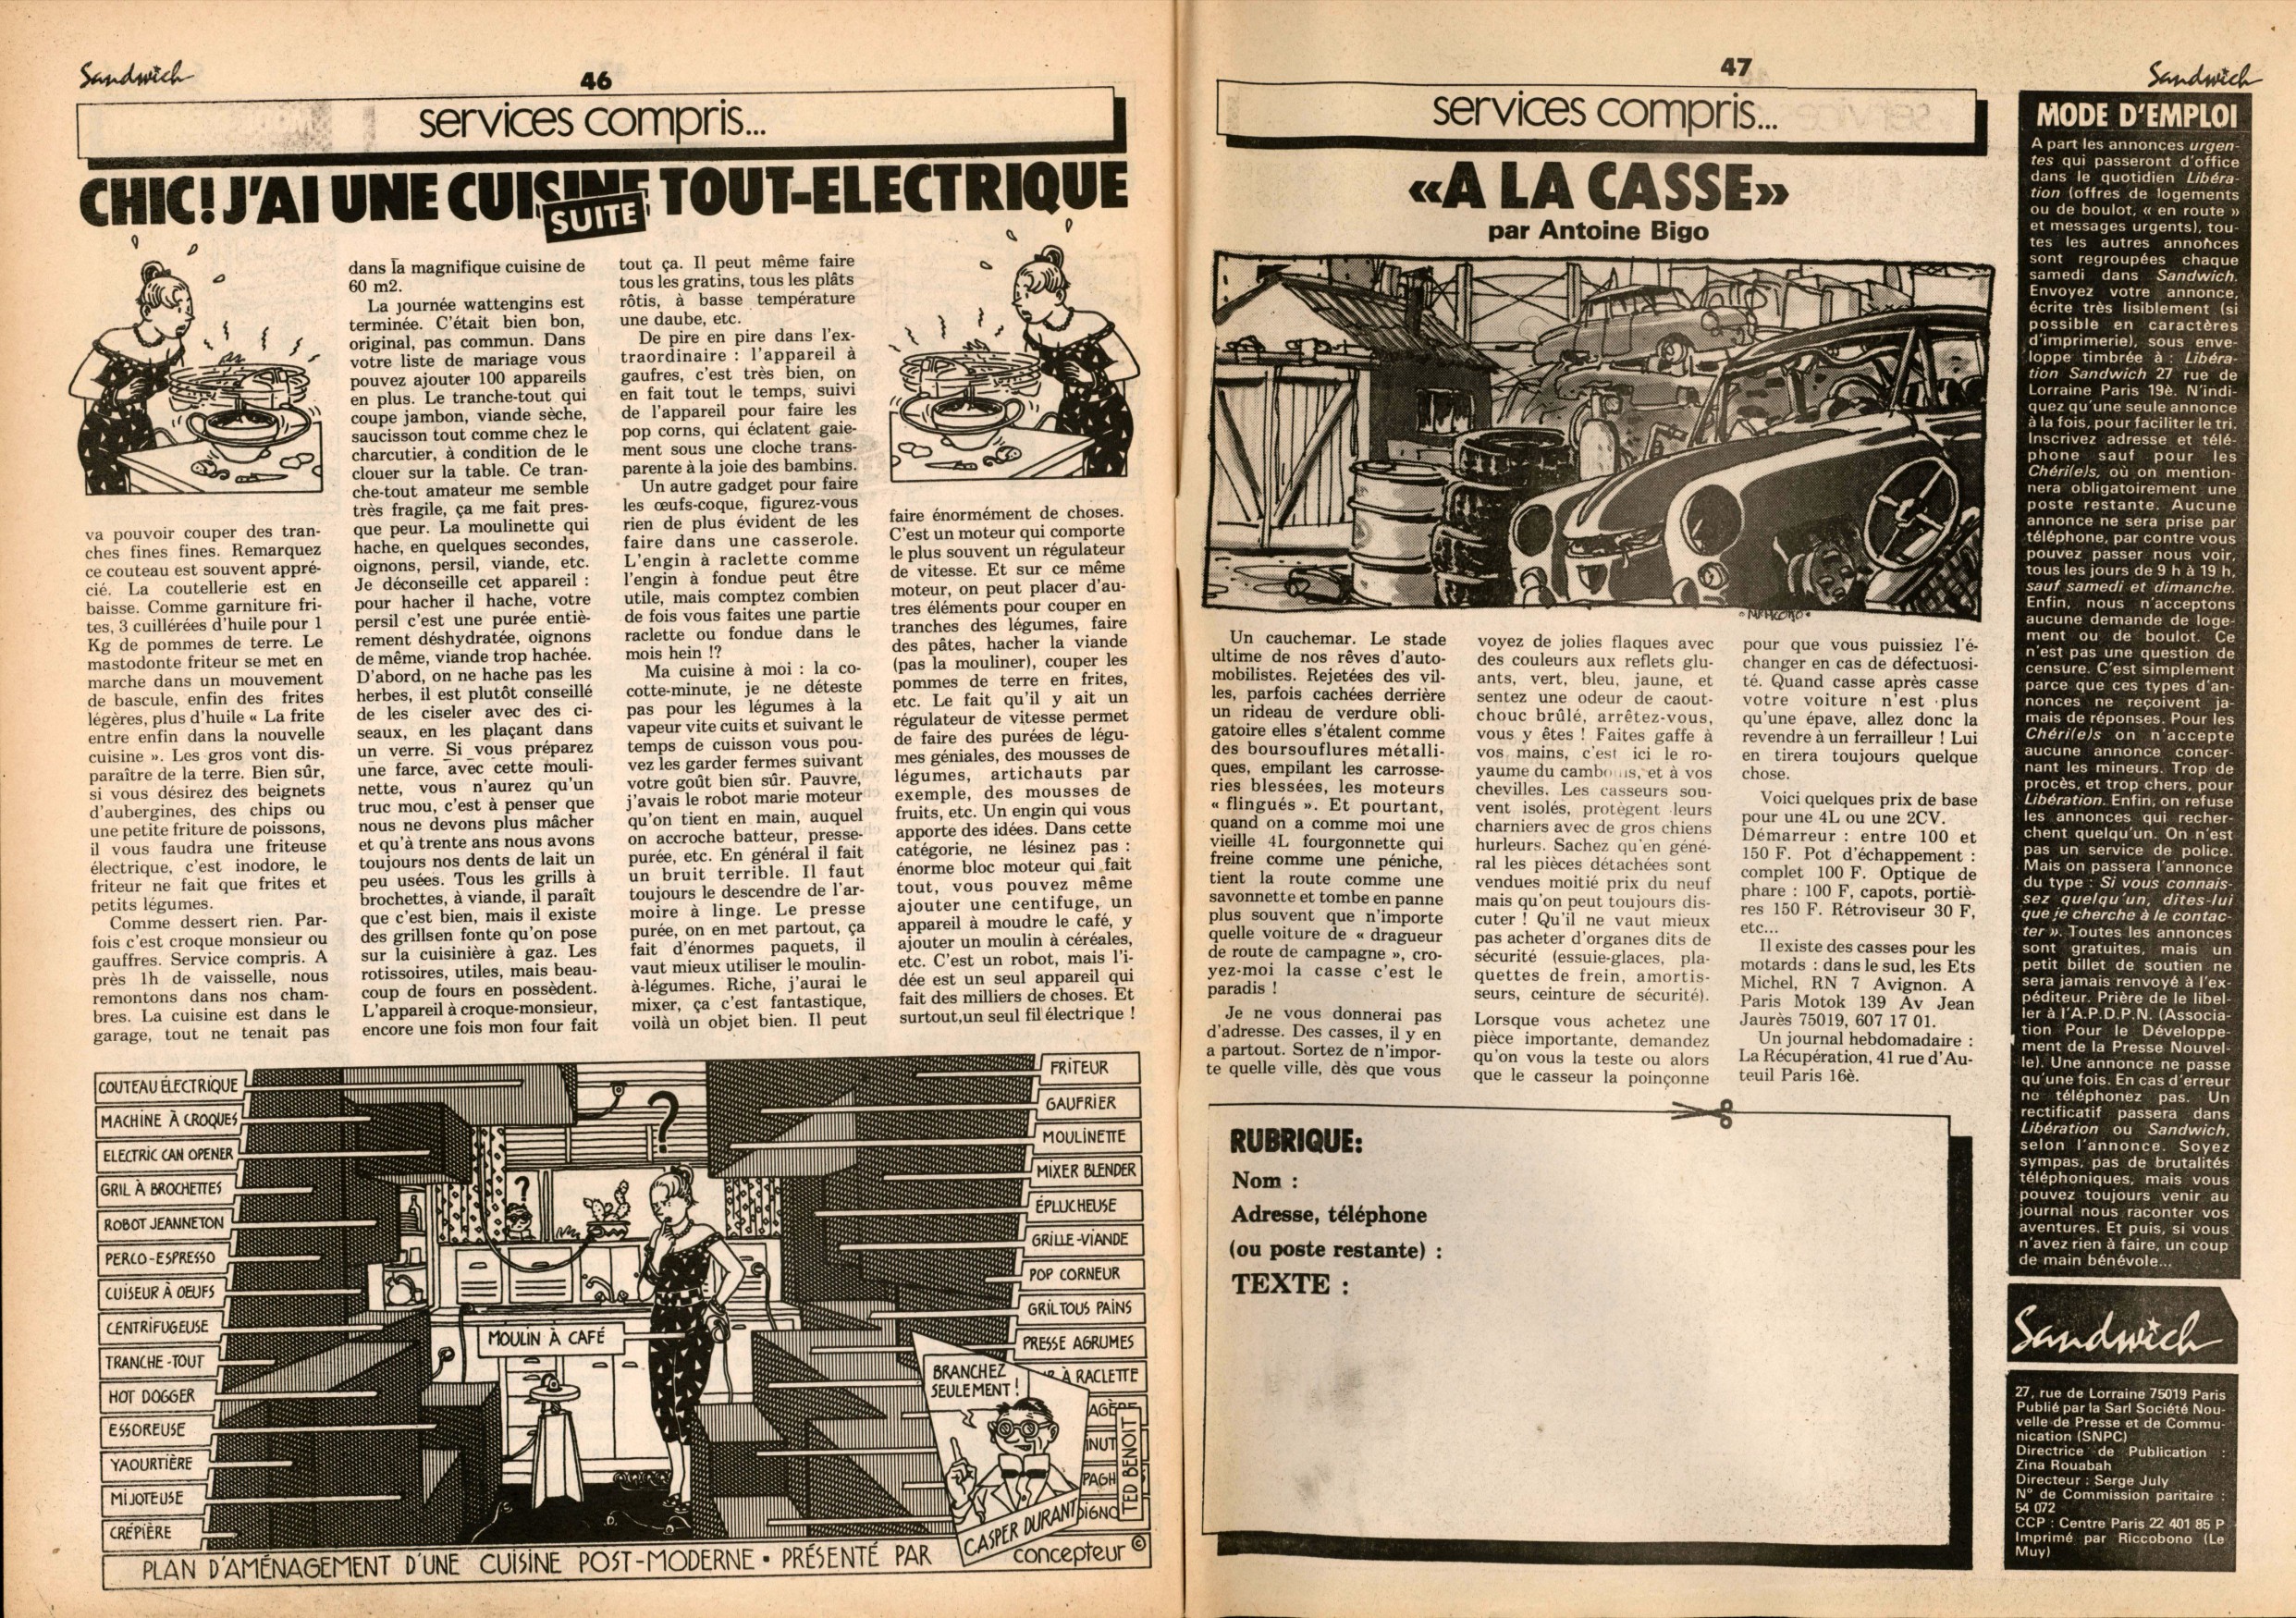 Sandwich
46
services compris...
CHIC! J'AI UNE CUISINE TOUT-ELECTRIQUE
SUITE
va pouvoir couper des tran-
ches fines fines. Remarquez
ce couteau est souvent appré-
cié. La coutellerie est en
baisse. Comme garniture fri-
tes, 3 cuillérées d'huile pour 1
Kg de pommes de terre. Le
mastodonte friteur se met en
marche dans un mouvement
de bascule, enfin des frites
légères, plus d'huile « La frite
entre enfin dans la nouvelle
cuisine ». Les gros vont dis-
paraître de la terre. Bien sûr,
si vous désirez des beignets
d'aubergines, des chips ou
une petite friture de poissons,
il vous faudra une friteuse
électrique, c'est inodore, le
friteur ne fait que frites et
petits légumes.
Comme dessert rien. Par-
fois c'est croque monsieur ou
gauffres. Service compris. A
près 1h de vaisselle, nous
remontons dans nos cham-
bres. La cuisine est dans le
garage, tout ne tenait pas
dans la magnifique cuisine de
60 m2.
La journée wattengins est
terminée. C'était bien bon,
original, pas commun. Dans
votre liste de mariage vous
pouvez ajouter 100 appareils
en plus. Le tranche-tout qui
coupe jambon, viande sèche,
saucisson tout comme chez le
charcutier, à condition de le
clouer sur la table. Ce tran-
che-tout amateur me semble
très fragile, ça me fait pres-
que peur. La moulinette qui
hache, en quelques secondes,
oignons, persil, viande, etc.
Je déconseille cet appareil :
pour hacher il hache, votre
persil c'est une purée entiè-
rement déshydratée, oignons
de même, viande trop hachée.
D'abord, on ne hache pas les
herbes, il est plutôt conseillé
de les ciseler avec des ci-
seaux, en les plaçant dans
un verre. Si vous préparez
une farce, avec cette mouli-
nette, vous n'aurez qu'un
truc mou, c'est à penser que
nous ne devons plus mâcher
et qu'à trente ans nous avons
toujours nos dents de lait un
peu usées. Tous les grills à
brochettes, à viande, il paraît
que c'est bien, mais il existe
des grillsen fonte qu'on pose
sur la cuisinière à gaz. Les
rotissoires, utiles, mais beau-
coup de fours en possèdent.
L'appareil à croque-monsieur,
encore une fois mon four fait
tout ça. Il peut même faire
tous les gratins, tous les plâts
rôtis, à basse température
une daube, etc.
De pire en pire dans l'ex-
traordinaire : l'appareil à
gaufres, c'est très bien, on
en fait tout le temps, suivi
de l'appareil pour faire les
pop corns, qui éclatent gaie-
ment sous une cloche trans-
parente à la joie des bambins.
Un autre gadget pour faire
les œufs-coque, figurez-vous
rien de plus évident de les
faire dans une casserole.
L'engin à raclette comme
l'engin à fondue peut être
utile, mais comptez combien
de fois vous faites une partie
raclette ou fondue dans le
mois hein !?
Ma cuisine à moi : la co-
cotte-minute, je ne déteste
pas pour les légumes à la
vapeur vite cuits et suivant le
temps de cuisson vous pou-
vez les garder fermes suivant
votre goût bien sûr. Pauvre,
j'avais le robot marie moteur
qu'on tient en main, auquel
on accroche batteur, presse-
purée, etc. En général il fait
un bruit terrible. Il faut
toujours le descendre de l'ar-
moire à linge. Le presse
purée, on en met partout, ça
fait d'énormes paquets, il
vaut mieux utiliser le moulin-
à-légumes. Riche, j'aurai le
mixer, ça c'est fantastique,
voilà un objet bien. Il peut
faire énormément de choses.
C'est un moteur qui comporte
le plus souvent un régulateur
de vitesse. Et sur ce même
moteur, on peut placer d'au-
tres éléments pour couper en
tranches des légumes, faire
des pâtes, hacher la viande
(pas la mouliner), couper les
pommes de terre en frites,
etc. Le fait qu'il y ait un
régulateur de vitesse permet
de faire des purées de légu-
mes géniales, des mousses de
légumes, artichauts par
exemple, des mousses de
fruits, etc. Un engin qui vous
apporte des idées. Dans cette
catégorie, ne lésinez pas :
énorme bloc moteur qui fait
tout, vous pouvez même
ajouter une centifuge, un
appareil à moudre le café, y
ajouter un moulin à céréales,
etc. C'est un robot, mais l'i-
dée est un seul appareil qui
fait des milliers de choses. Et
surtout,un seul fil électrique !
COUTEAU ÉLECTRIQUE
MACHINE À CROQUES
ELECTRIC CAN OPENER
GRIL À BROCHETTES
ROBOT JEANNETON
PERCO-ESPRESSO
CUISEUR À OEUFS
CENTRIFUGEUSE
TRANCHE-TOUT
HOT DOGGER
ESSOREUSE
YAOURTIÈRE
MIJOTEUSE
CRÊPIÈRE
?
?
MOULIN À CAFÉ
FRITEUR
GAUFRIER
MOULINETTE
MIXER BLENDER
ÉPLUCHEUSE
GRILLE-VIANDE
POP CORNEUR
GRIL TOUS PAINS
PRESSE AGRUMES
À RACLETTE
BRANCHEZ
SEULEMENT !
TED BENOIT
CASPER DURANT
concepteur ©
PLAN D'AMÉNAGEMENT D'UNE CUISINE POST-MODERNE • PRÉSENTÉ PAR
47
services compris...
«A LA CASSE»
par Antoine Bigo
Un cauchemar. Le stade
ultime de nos rêves d'auto-
mobilistes. Rejetées des vil-
les, parfois cachées derrière
un rideau de verdure obli-
gatoire elles s'étalent comme
des boursouflures métalli-
ques, empilant les carrosse-
ries blessées, les moteurs
« flingués ». Et pourtant,
quand on a comme moi une
vieille 4L fourgonnette qui
freine comme une péniche,
tient la route comme une
savonnette et tombe en panne
plus souvent que n'importe
quelle voiture de « dragueur
de route de campagne », cro-
yez-moi la casse c'est le
paradis !
Je ne vous donnerai pas
d'adresse. Des casses, il y en
a partout. Sortez de n'impor-
te quelle ville, dès que vous
voyez de jolies flaques avec
des couleurs aux reflets glu-
ants, vert, bleu, jaune, et
sentez une odeur de caout-
chouc brûlé, arrêtez-vous,
vous y êtes ! Faites gaffe à
vos mains, c'est ici le ro-
yaume du cambouis, et à vos
chevilles. Les casseurs sou-
vent isolés, protègent leurs
charniers avec de gros chiens
hurleurs. Sachez qu'en géné-
ral les pièces détachées sont
vendues moitié prix du neuf
mais qu'on peut toujours dis-
cuter ! Qu'il ne vaut mieux
pas acheter d'organes dits de
sécurité (essuie-glaces, pla-
quettes de frein, amortis-
seurs, ceinture de sécurité).
Lorsque vous achetez une
pièce importante, demandez
qu'on vous la teste ou alors
que le casseur la poinçonne
pour que vous puissiez l'é-
changer en cas de défectuosi-
té. Quand casse après casse
votre voiture n'est plus
qu'une épave, allez donc la
revendre à un ferrailleur ! Lui
en tirera toujours quelque
chose.
Voici quelques prix de base
pour une 4L ou une 2CV.
Démarreur : entre 100 et
150 F. Pot d'échappement :
complet 100 F. Optique de
phare : 100 F, capots, portiè-
res 150 F. Rétroviseur 30 F,
etc...
Il existe des casses pour les
motards : dans le sud, les Ets
Michel, RN 7 Avignon. A
Paris Motok 139 Av Jean
Jaurès 75019, 607 17 01.
Un journal hebdomadaire :
La Récupération, 41 rue d'Au-
teuil Paris 16è.
RUBRIQUE:
Nom :
Adresse, téléphone
(ou poste restante) :
TEXTE :
Sandwich
MODE D'EMPLOI
A part les annonces urgen-
tes qui passeront d'office
dans le quotidien Libéra-
tion (offres de logements
ou de boulot, « en route »
et messages urgents), tou-
tes les autres annonces
sont regroupées chaque
samedi dans Sandwich.
Envoyez votre annonce,
écrite très lisiblement (si
possible en caractères
d'imprimerie), sous enve-
loppe timbrée à : Libéra-
tion Sandwich 27 rue de
Lorraine Paris 19è. N'indi-
quez qu'une seule annonce
à la fois, pour faciliter le tri.
Inscrivez adresse et télé-
phone sauf pour les
Chéri(e)s, où on mention-
nera obligatoirement une
poste restante. Aucune
annonce ne sera prise par
téléphone, par contre vous
pouvez passer nous voir,
tous les jours de 9 h à 19 h,
sauf samedi et dimanche.
Enfin, nous n'acceptons
aucune demande de loge-
ment ou de boulot. Ce
n'est pas une question de
censure. C'est simplement
parce que ces types d'an-
nonces ne reçoivent ja-
mais de réponses. Pour les
Chéri(e)s on n'accepte
aucune annonce concer-
nant les mineurs. Trop de
procès, et trop chers, pour
Libération. Enfin, on refuse
les annonces qui recher-
chent quelqu'un. On n'est
pas un service de police.
Mais on passera l'annonce
du type : Si vous connais-
sez quelqu'un, dites-lui
que je cherche à le contac-
ter ». Toutes les annonces
sont gratuites, mais un
petit billet de soutien ne
sera jamais renvoyé à l'ex-
péditeur. Prière de le libel-
ler à l'A.P.D.P.N. (Associa-
tion Pour le Développe-
ment de la Presse Nouvel-
le). Une annonce ne passe
qu'une fois. En cas d'erreur
ne téléphonez pas. Un
rectificatif passera dans
Libération ou Sandwich,
selon l'annonce. Soyez
sympas, pas de brutalités
téléphoniques, mais vous
pouvez toujours venir au
journal nous raconter vos
aventures. Et puis, si vous
n'avez rien à faire, un coup
de main bénévole...
Sandwich
27, rue de Lorraine 75019 Paris
Publié par la Sarl Société Nou-
velle de Presse et de Commu-
nication (SNPC)
Directrice de Publication :
Zina Rouabah
Directeur : Serge July
N° de Commission paritaire :
54 072
CCP : Centre Paris 22 401 85 P
Imprimé par Riccobono (Le
Muy)